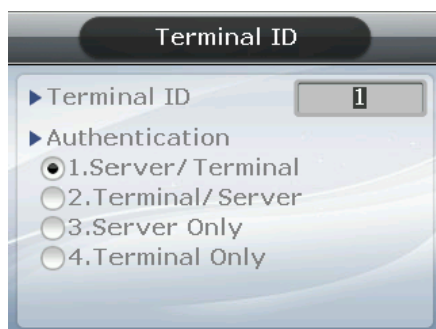 Terminal ID
Terminal ID 1
Authentication
1.Server/Terminal
2.Terminal/Server
3.Server Only
4.Terminal Only